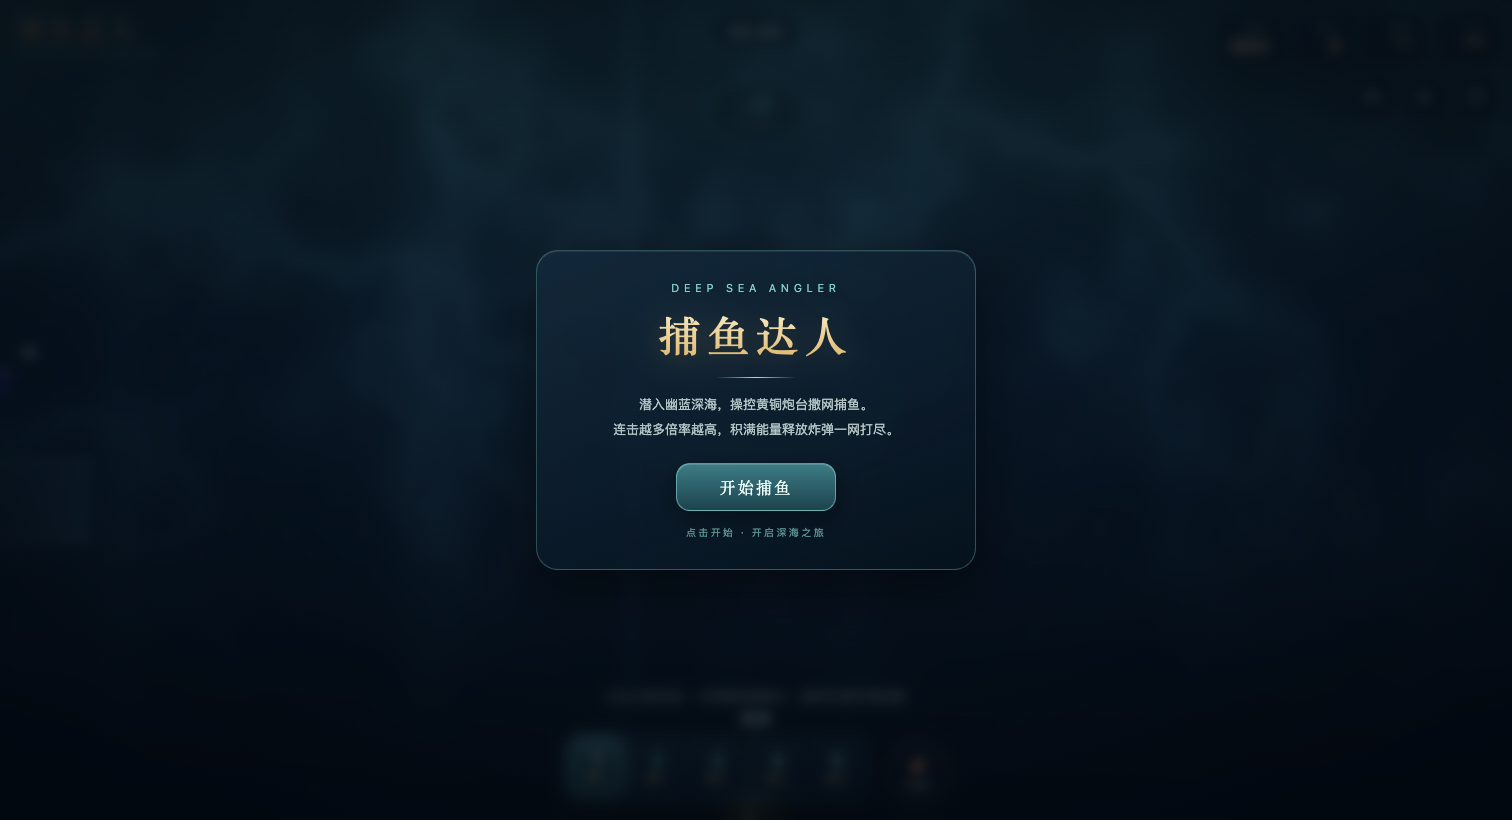 DEEP SEA ANGLER
捕鱼达人
潜入幽蓝深海，操控黄铜炮台撒网捕鱼。
连击越多倍率越高，积满能量释放炸弹一网打尽。
开始捕鱼
点击开始 · 开启深海之旅